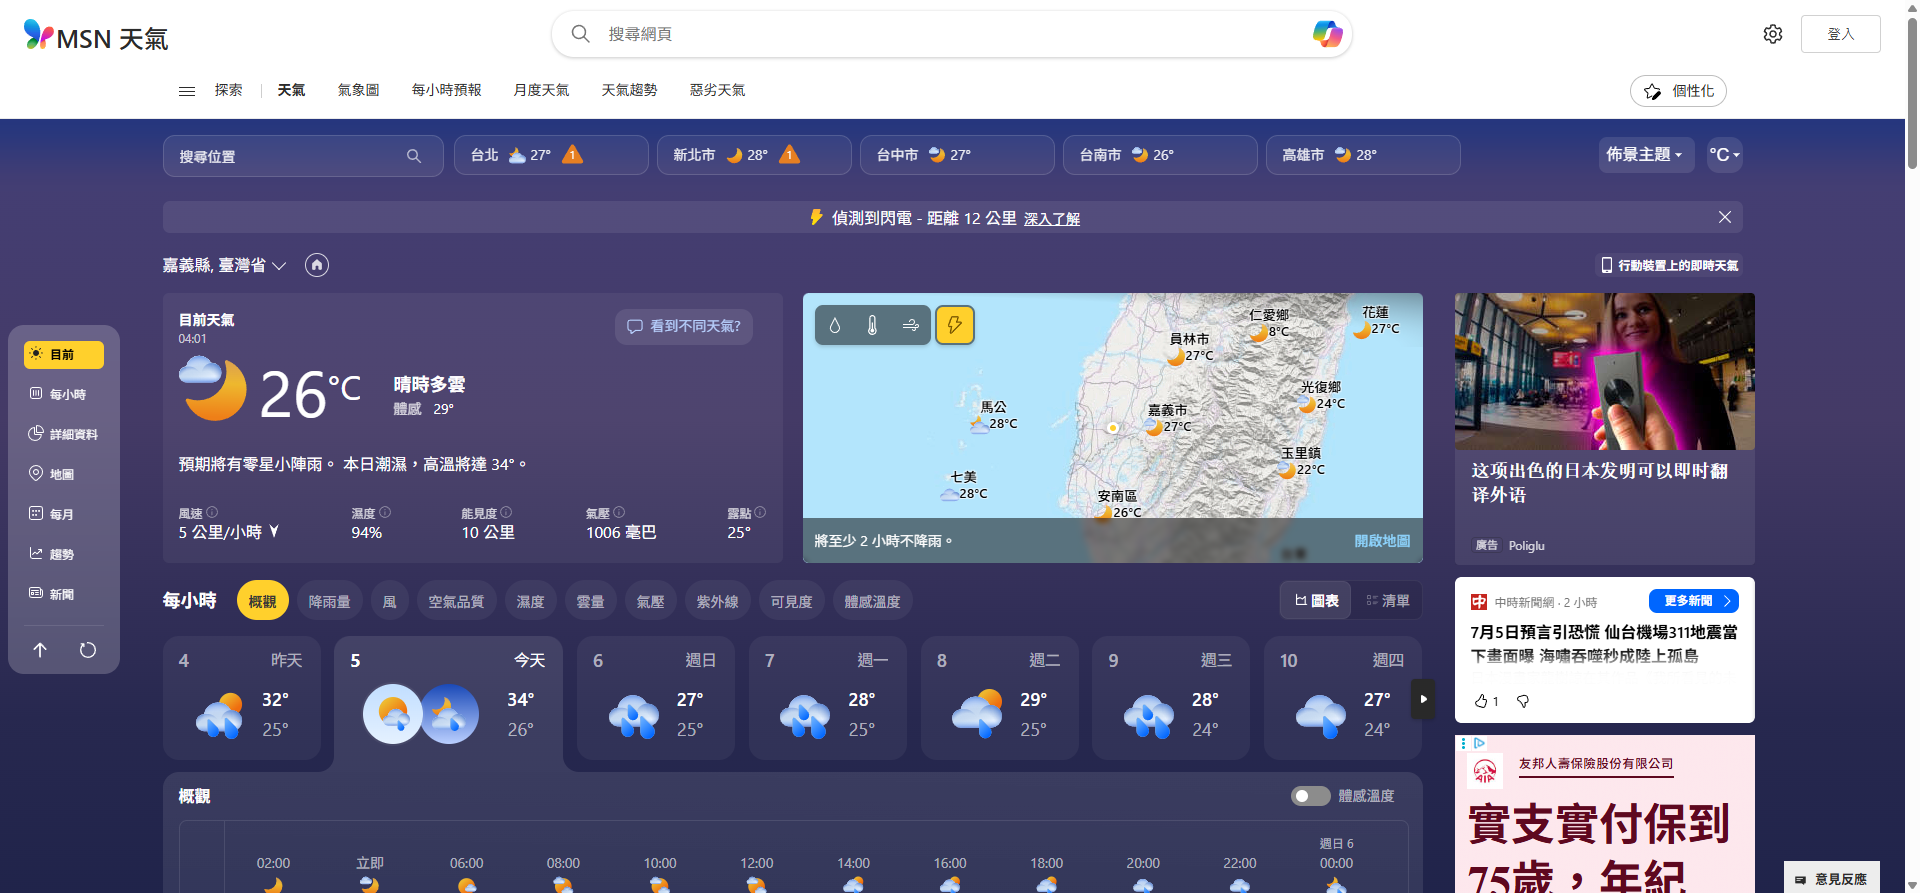 MSN 天氣
搜尋網頁
登入
探索
天氣
氣象圖
每小時預報
月度天氣
天氣趨勢
惡劣天氣
個性化
搜尋位置
台北 27° 1
新北市 28° 1
台中市 27°
台南市 26°
高雄市 28°
佈景主題
°C
偵測到閃電 - 距離 12 公里 深入了解
嘉義縣, 臺灣省
行動裝置上的即時天氣
目前
每小時
詳細資料
地圖
每月
趨勢
新聞
目前天氣
04:01
看到不同天氣?
26°C
晴時多雲
體感 29°
預期將有零星小陣雨。 本日潮濕，高溫將達 34°。
風速
5 公里/小時
濕度
94%
能見度
10 公里
氣壓
1006 毫巴
露點
25°
仁愛鄉
8°C
花蓮
27°C
員林市
27°C
光復鄉
24°C
馬公
28°C
嘉義市
27°C
玉里鎮
22°C
七美
28°C
安南區
26°C
將至少 2 小時不降雨。
開啟地圖
这项出色的日本发明可以即时翻
译外语
廣告 Poliglu
每小時
概觀
降雨量
風
空氣品質
濕度
雲量
氣壓
紫外線
可見度
體感溫度
圖表
清單
4 昨天
32°
25°
5 今天
34°
26°
6 週日
27°
25°
7 週一
28°
25°
8 週二
29°
25°
9 週三
28°
24°
10 週四
27°
24°
中時新聞網 · 2 小時
更多新聞
7月5日預言引恐慌 仙台機場311地震當
下畫面曝 海嘯吞噬秒成陸上孤島
1
概觀
體感溫度
週日 6
02:00
立即
06:00
08:00
10:00
12:00
14:00
16:00
18:00
20:00
22:00
00:00
AIA
友邦人壽保險股份有限公司
實支實付保到
75歲，年紀
意見反應